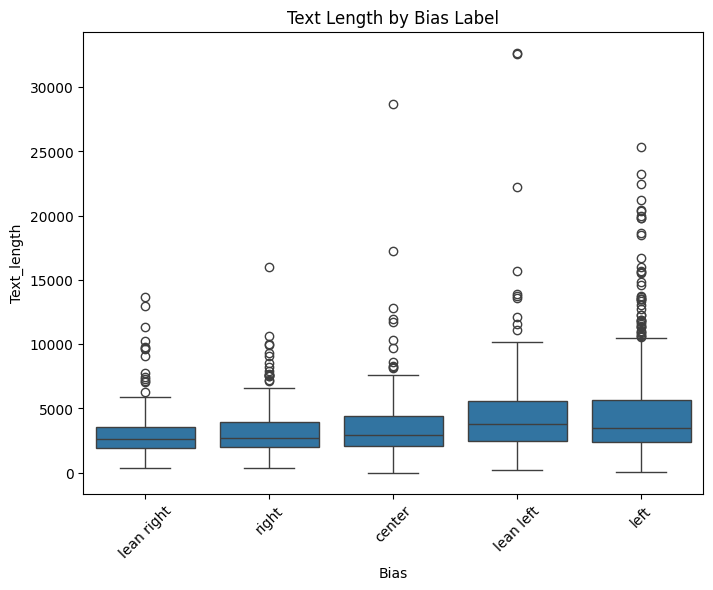 Text Length by Bias Label
Text_length
30000
25000
20000
15000
10000
5000
0
lean right
right
center
lean left
left
Bias